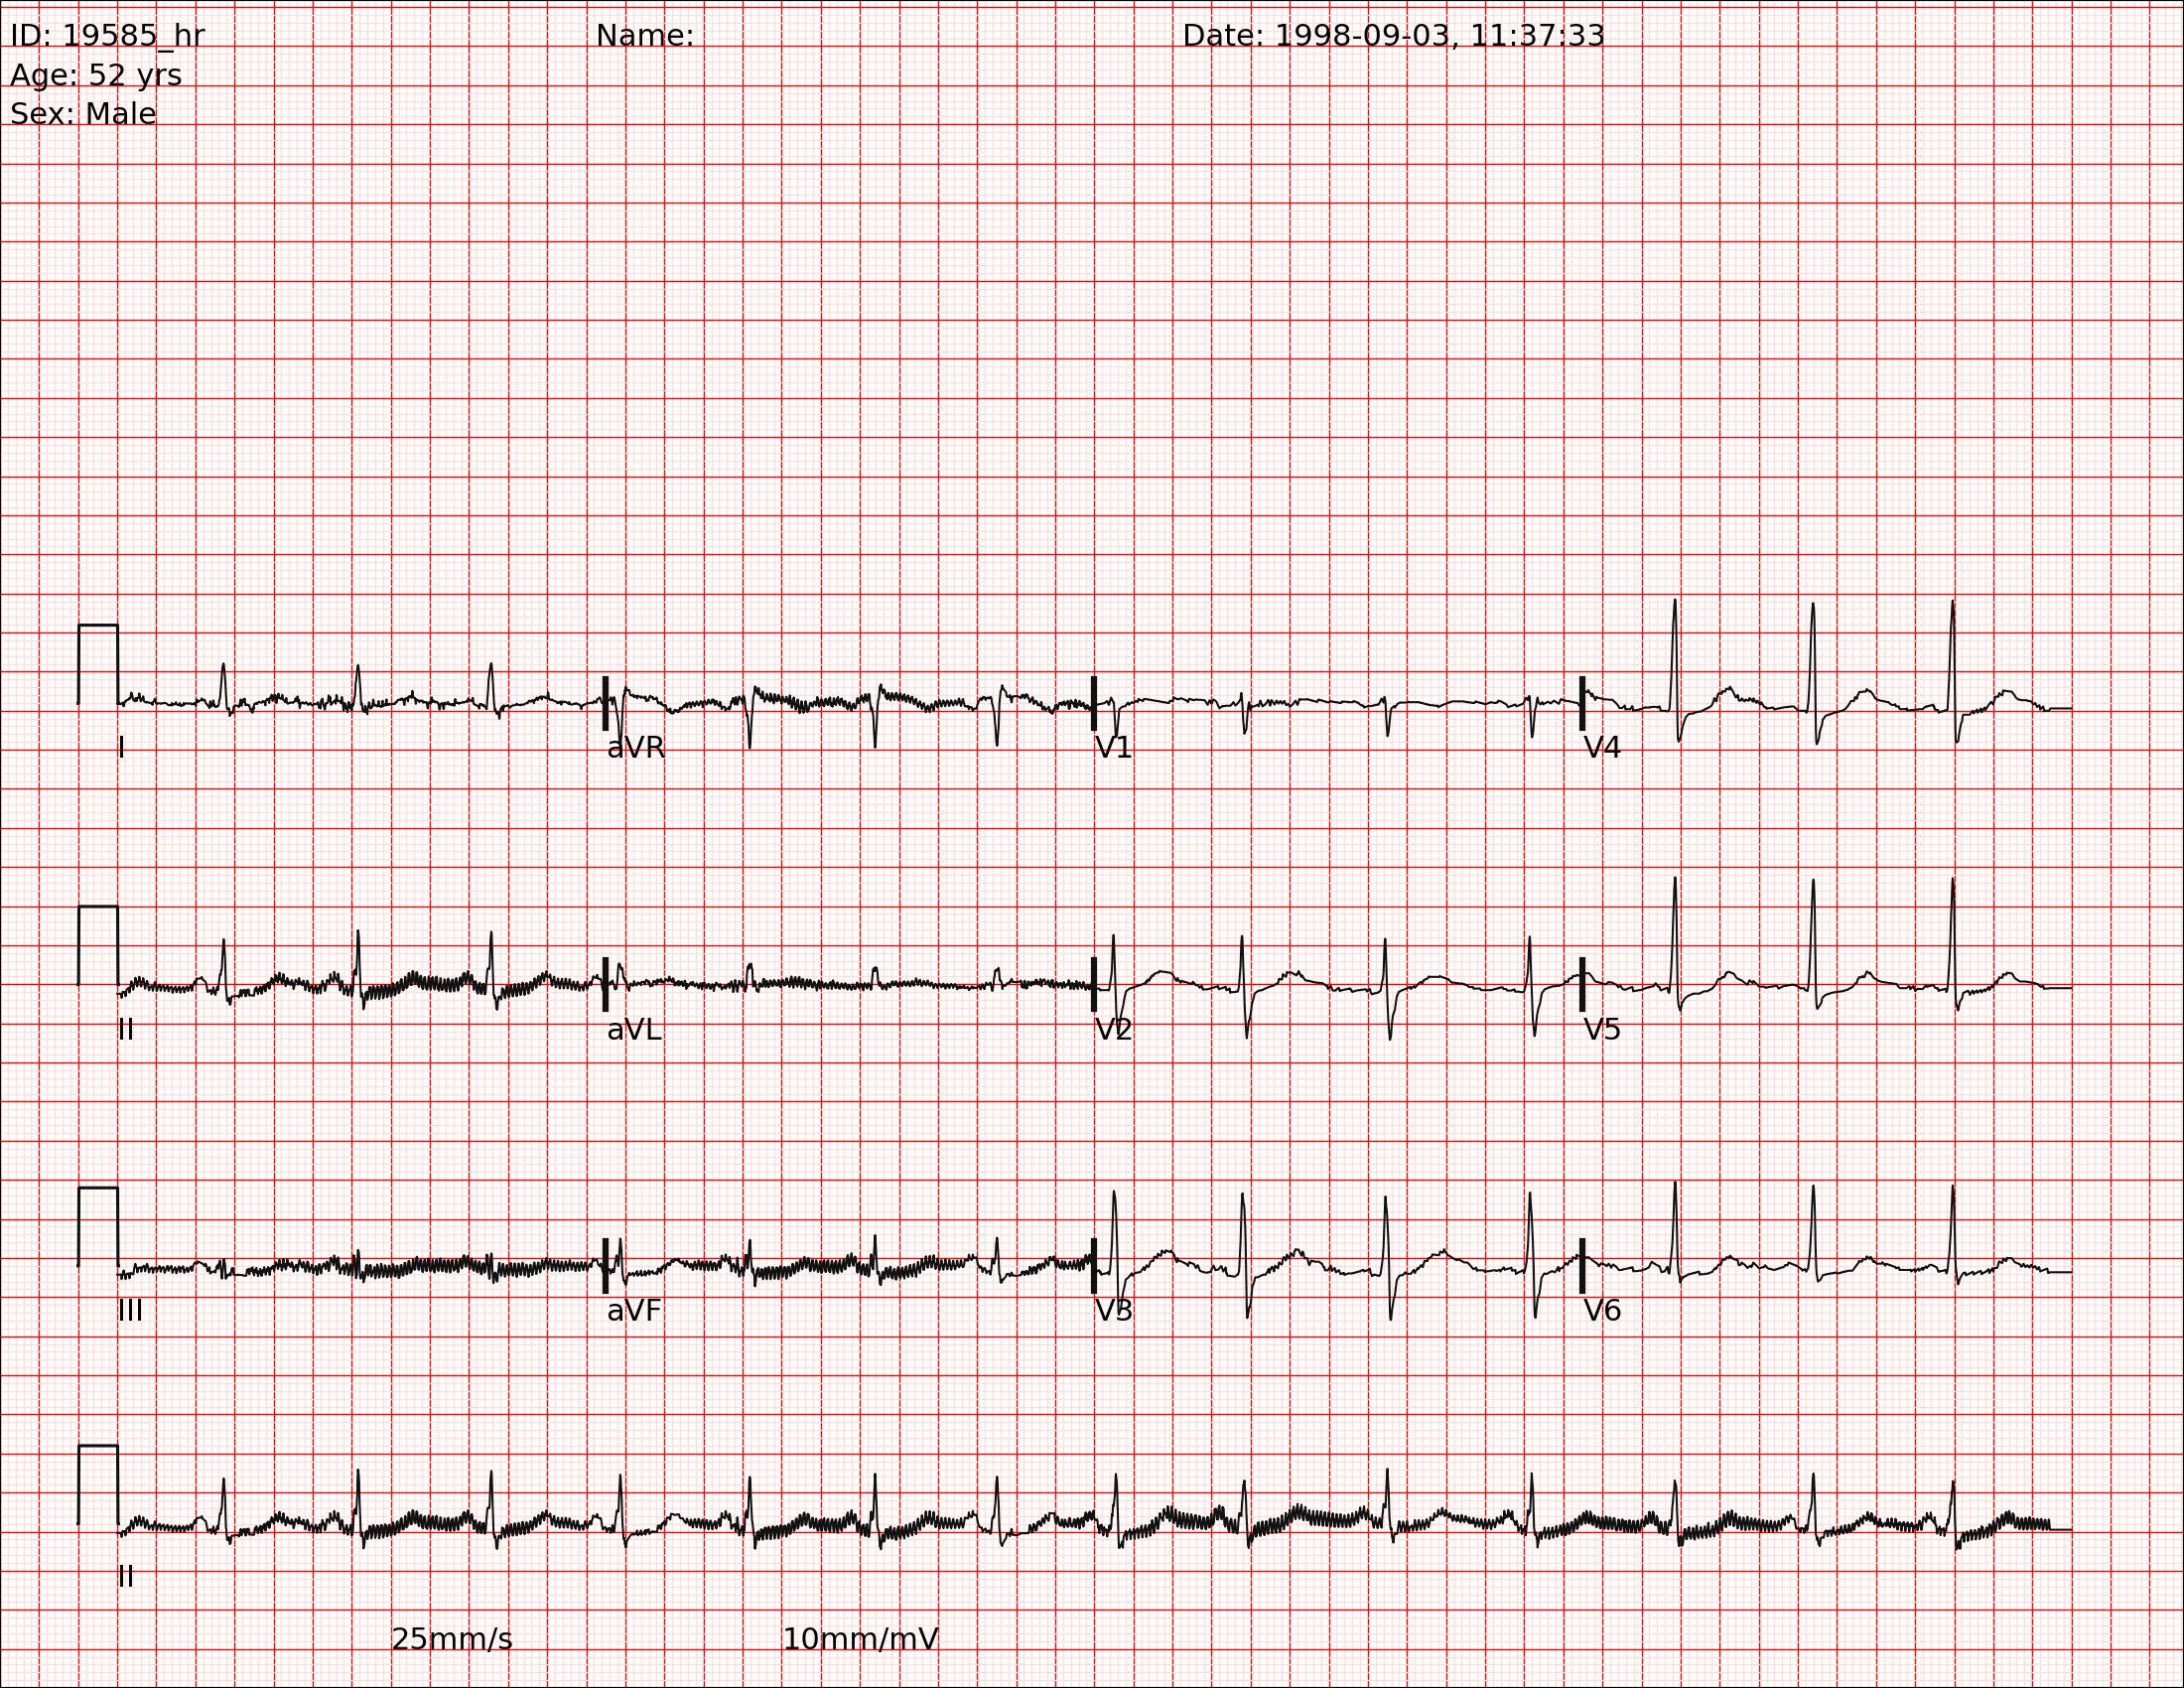 ID: 19585_hr Name: Date: 1998-09-03, 11:37:33
Age: 52 yrs
Sex: Male
I aVR V1 V4
II aVL V2 V5
III aVF V3 V6
II
25mm/s 10mm/mV